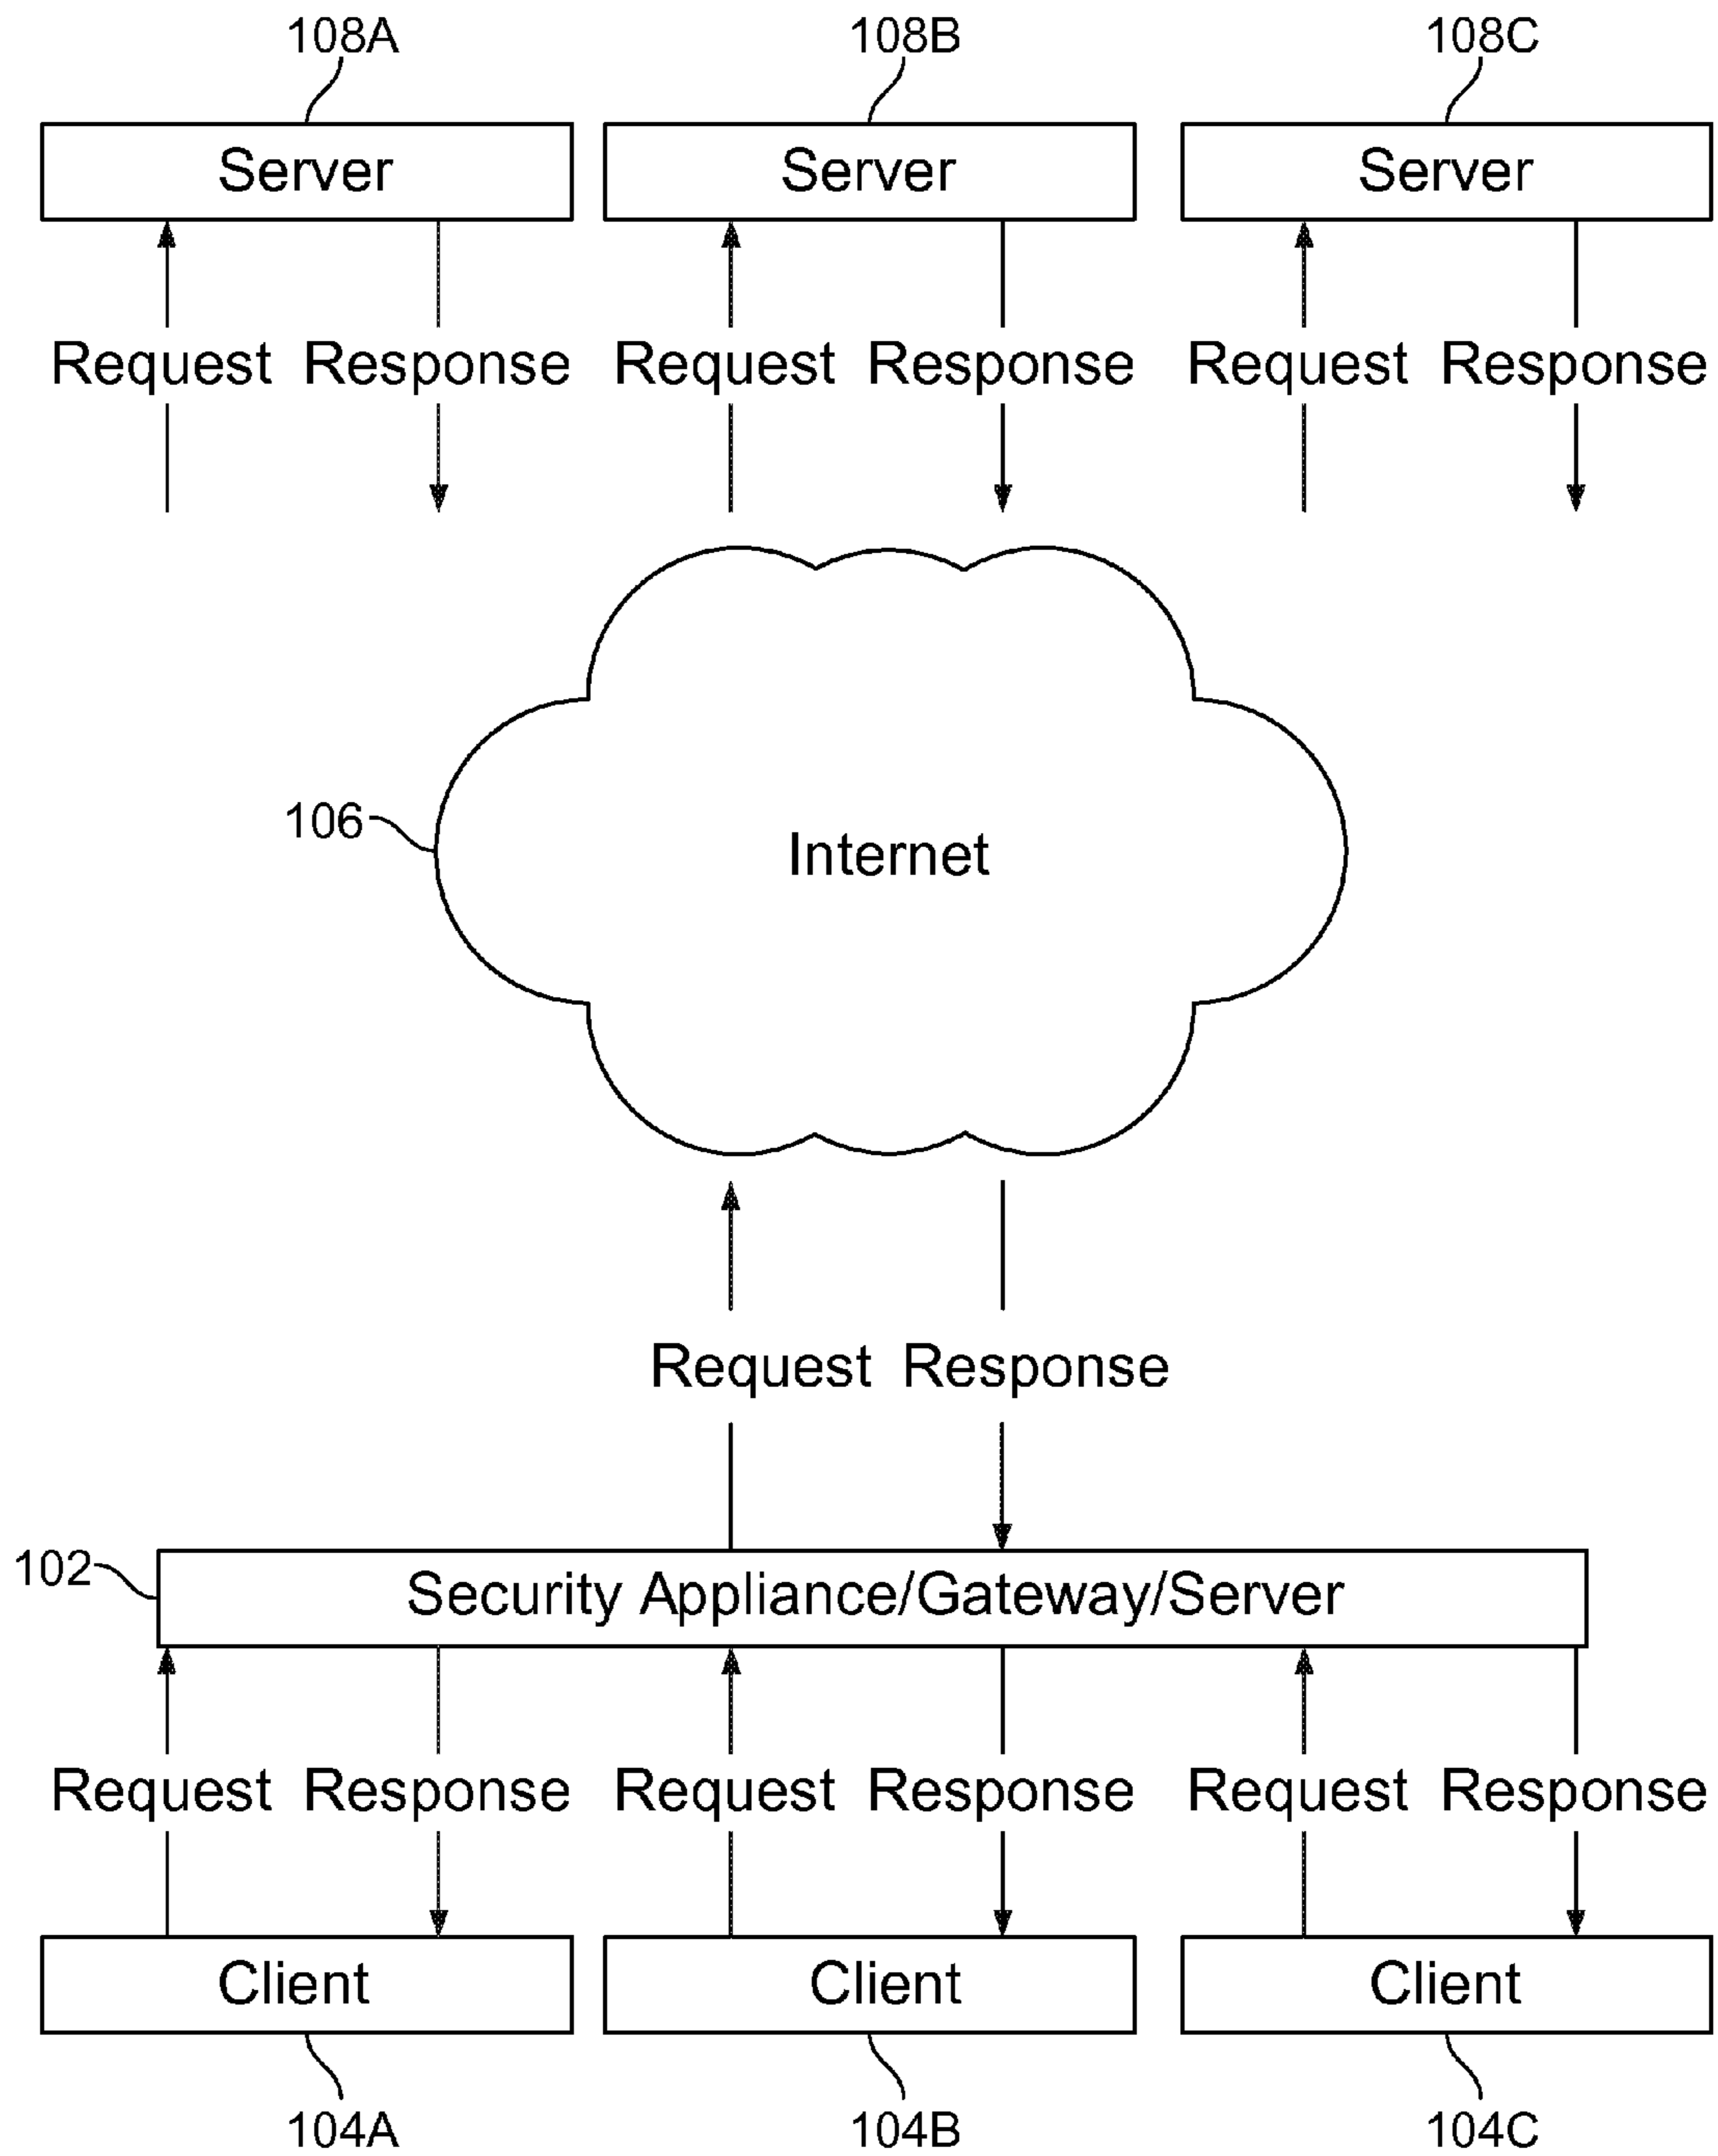 108A 108B 108C
Server Server Server
Request Response Request Response Request Response
106
Internet
Request Response
102
Security Appliance/Gateway/Server
Request Response Request Response Request Response
Client Client Client
104A 104B 104C